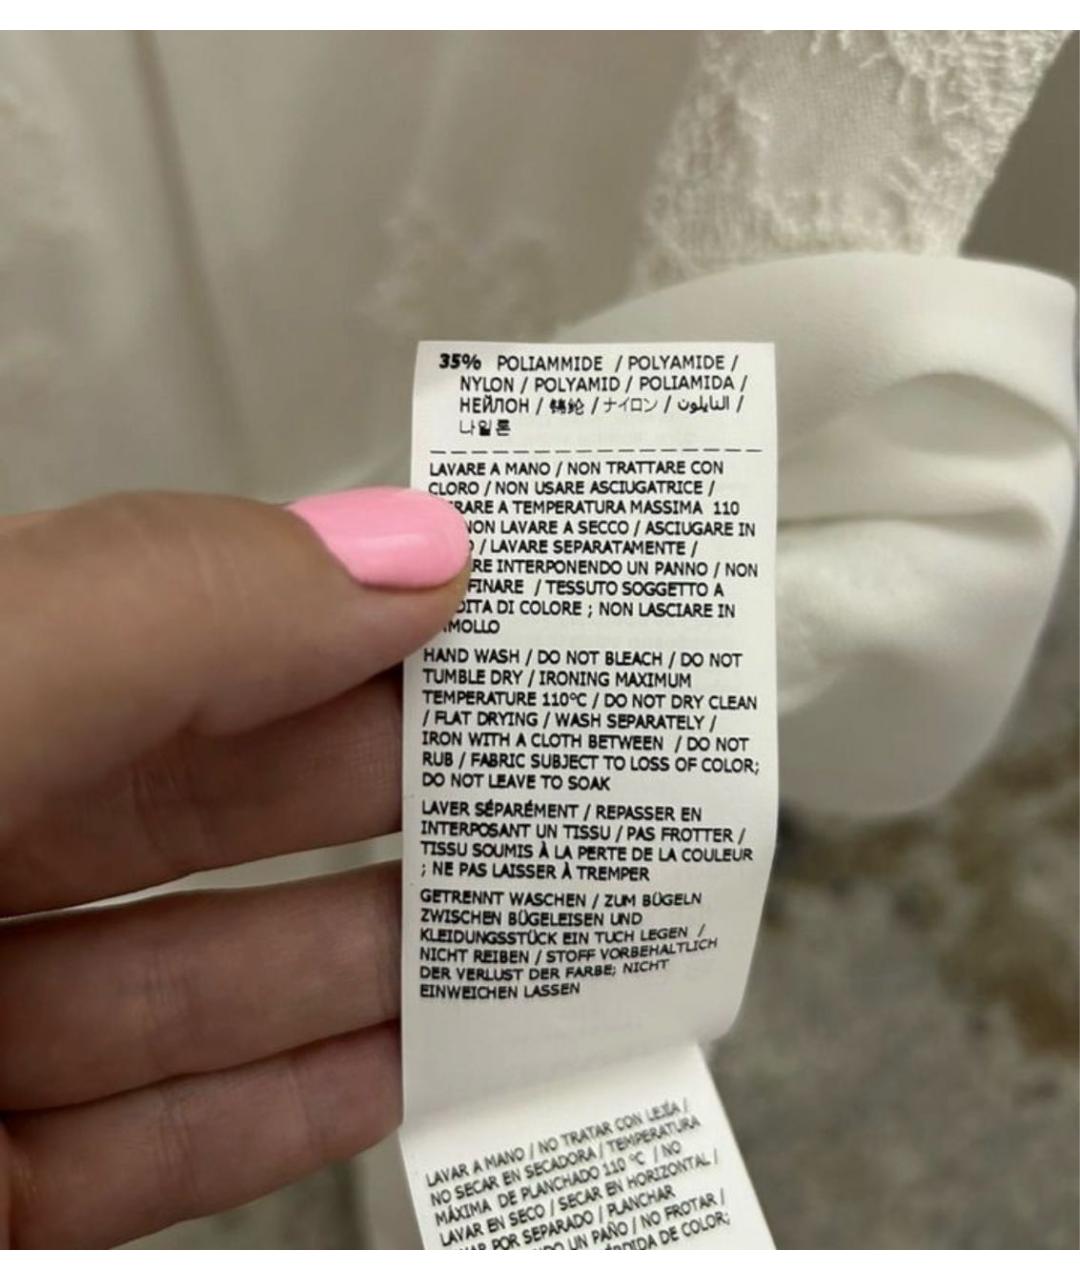 35% POLIAMMIDE / POLYAMIDE /
NYLON / POLYAMID / POLIAMIDA /
НЕЙЛОН / 锦纶 / ナイロン / النايلون /
나일론
LAVARE A MANO / NON TRATTARE CON
CLORO / NON USARE ASCIUGATRICE /
RARE A TEMPERATURA MASSIMA 110
NON LAVARE A SECCO / ASCIUGARE IN
/ LAVARE SEPARATAMENTE /
RE INTERPONENDO UN PANNO / NON
FINARE / TESSUTO SOGGETTO A
DITA DI COLORE ; NON LASCIARE IN
MOLLO
HAND WASH / DO NOT BLEACH / DO NOT
TUMBLE DRY / IRONING MAXIMUM
TEMPERATURE 110°C / DO NOT DRY CLEAN
/ FLAT DRYING / WASH SEPARATELY /
IRON WITH A CLOTH BETWEEN / DO NOT
RUB / FABRIC SUBJECT TO LOSS OF COLOR;
DO NOT LEAVE TO SOAK
LAVER SÉPARÉMENT / REPASSER EN
INTERPOSANT UN TISSU / PAS FROTTER /
TISSU SOUMIS À LA PERTE DE LA COULEUR
; NE PAS LAISSER À TREMPER
GETRENNT WASCHEN / ZUM BÜGELN
ZWISCHEN BÜGELEISEN UND
KLEIDUNGSSTÜCK EIN TUCH LEGEN /
NICHT REIBEN / STOFF VORBEHALTLICH
DER VERLUST DER FARBE; NICHT
EINWEICHEN LASSEN
LAVAR A MANO / NO TRATAR CON LEJÍA /
NO SECAR EN SECADORA / TEMPERATURA
MÁXIMA DE PLANCHADO 110 °C / NO
LAVAR EN SECO / SECAR EN HORIZONTAL /
POR SEPARADO / PLANCHAR
UN PAÑO / NO FROTAR /
DE COLOR;